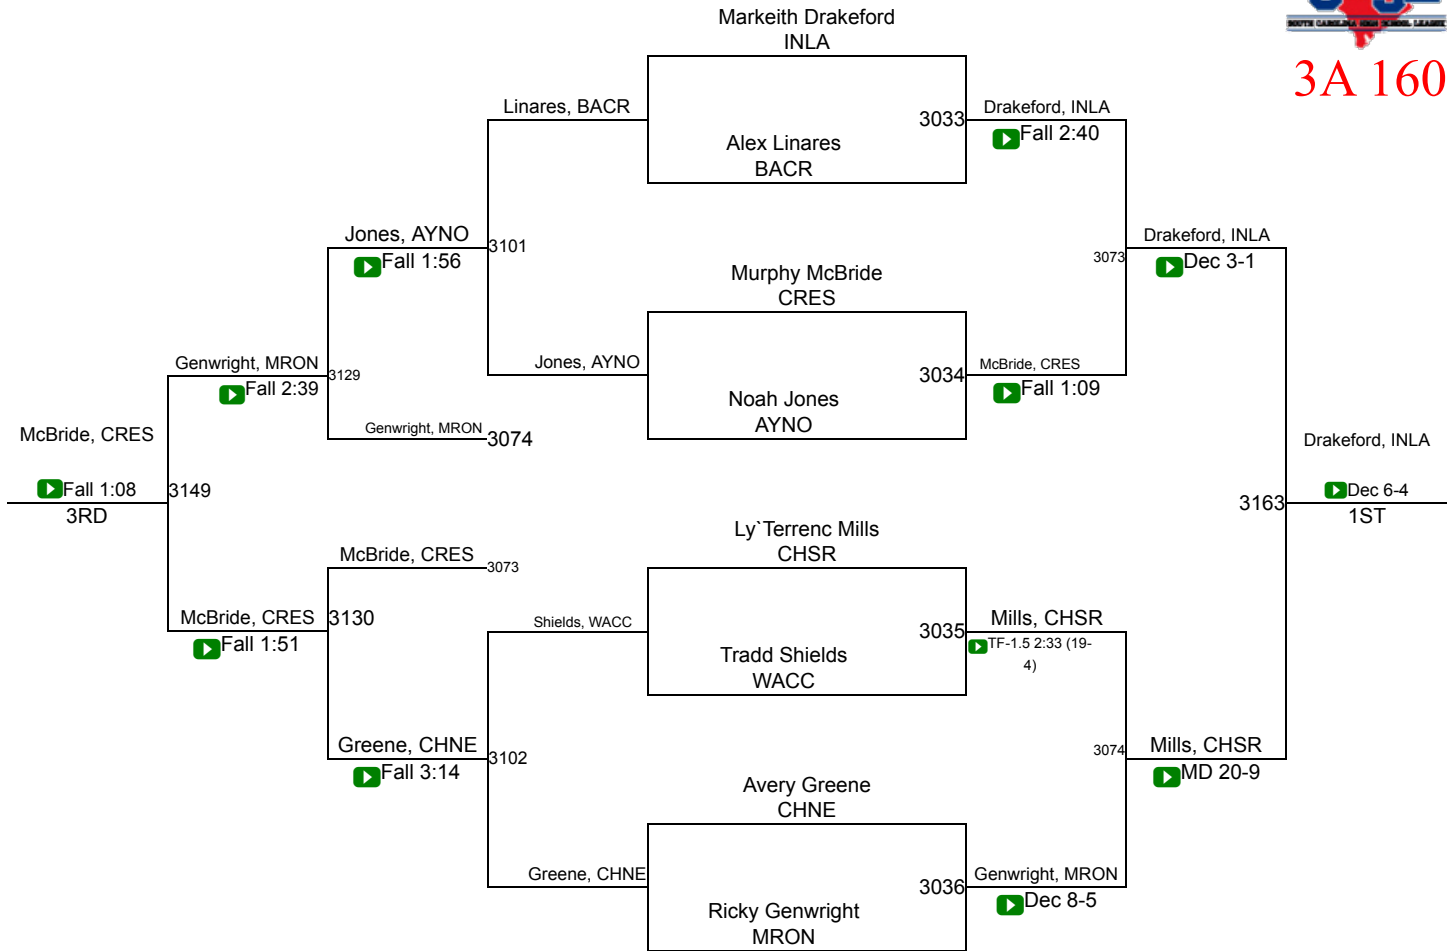 SOUTH CAROLINA HIGH SCHOOL LEAGUE
3A 160
Markeith Drakeford
INLA
Linares, BACR
3033
Drakeford, INLA
Fall 2:40
Alex Linares
BACR
Jones, AYNO
Fall 1:56
3101
Drakeford, INLA
3073
Dec 3-1
Murphy McBride
CRES
Genwright, MRON
Fall 2:39
3129
Jones, AYNO
3034
McBride, CRES
Fall 1:09
Noah Jones
AYNO
Genwright, MRON
3074
McBride, CRES
Fall 1:08
3RD
3149
Drakeford, INLA
3163
Dec 6-4
1ST
Ly`Terrenc Mills
CHSR
McBride, CRES
3073
McBride, CRES
Fall 1:51
3130
Shields, WACC
3035
Mills, CHSR
TF-1.5 2:33 (19-
4)
Tradd Shields
WACC
Greene, CHNE
Fall 3:14
3102
3074
Mills, CHSR
MD 20-9
Avery Greene
CHNE
Greene, CHNE
3036
Genwright, MRON
Dec 8-5
Ricky Genwright
MRON